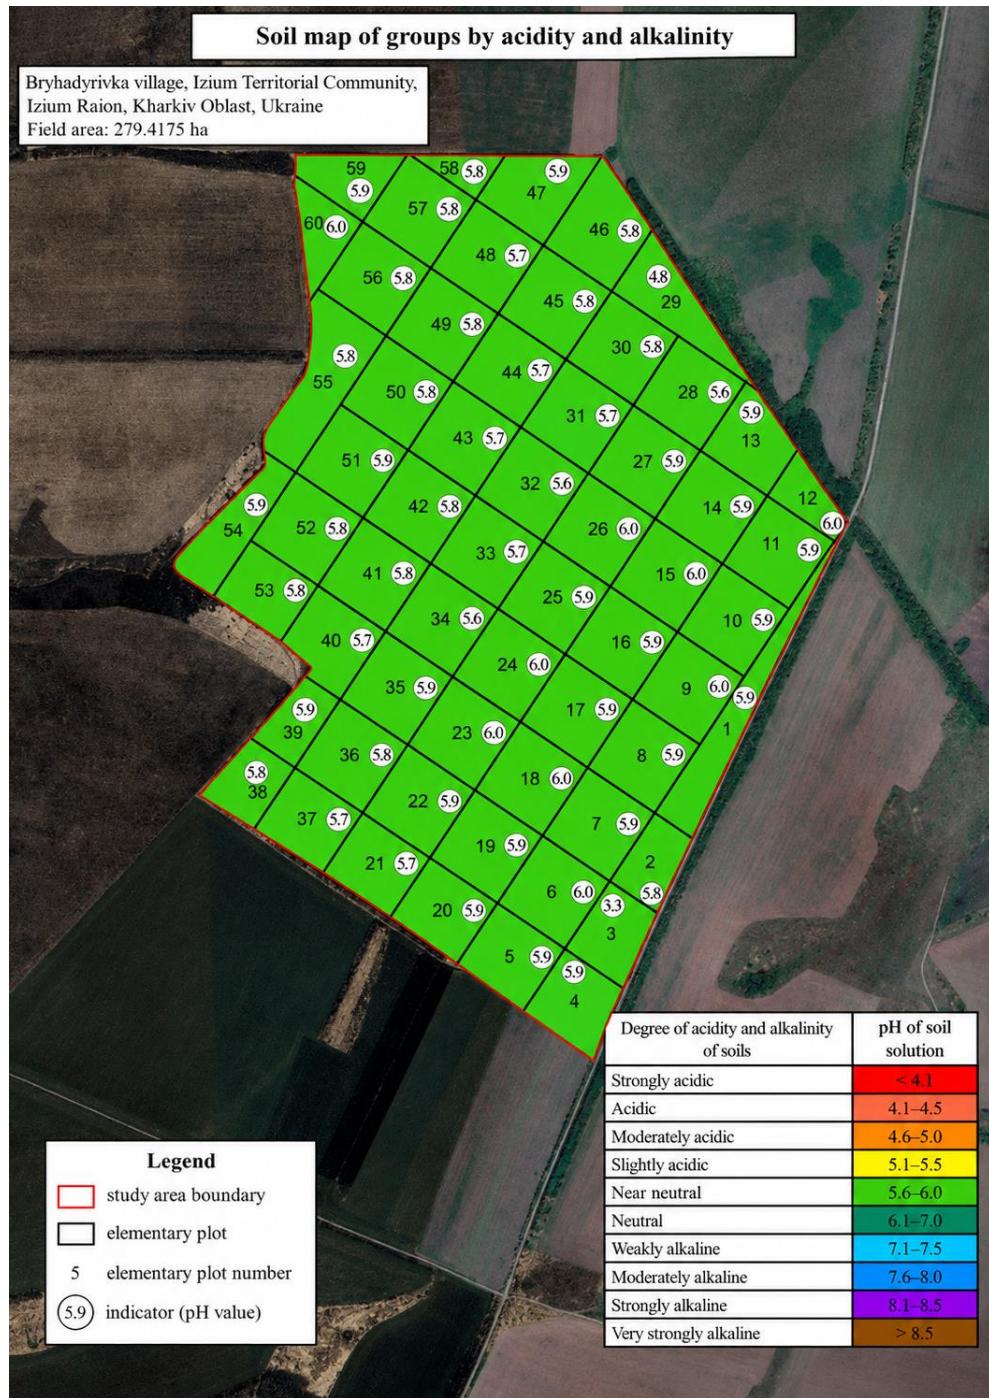 Soil map of groups by acidity and alkalinity
Bryhadyrivka village, Izium Territorial Community,
Izium Raion, Kharkiv Oblast, Ukraine
Field area: 279.4175 ha
59 5.9
58 5.8
47 5.9
60 6.0
57 5.8
46 5.8
48 5.7
56 5.8
4.8 29
45 5.8
49 5.8
30 5.8
55 5.8
44 5.7
50 5.8
28 5.6
31 5.7
5.9 13
43 5.7
51 5.9
27 5.9
32 5.6
12 6.0
54 5.9
42 5.8
14 5.9
52 5.8
26 6.0
11 5.9
33 5.7
41 5.8
15 6.0
53 5.8
25 5.9
34 5.6
10 5.9
40 5.7
16 5.9
24 6.0
35 5.9
9 6.0
5.9 1
39 5.9
17 5.9
23 6.0
36 5.8
8 5.9
5.8 38
18 6.0
22 5.9
37 5.7
7 5.9
19 5.9
21 5.7
2 5.8
6 6.0
3.3 3
20 5.9
5 5.9
5.9 4
Degree of acidity and alkalinity of soils
pH of soil solution
Strongly acidic < 4.1
Acidic 4.1–4.5
Moderately acidic 4.6–5.0
Slightly acidic 5.1–5.5
Near neutral 5.6–6.0
Neutral 6.1–7.0
Weakly alkaline 7.1–7.5
Moderately alkaline 7.6–8.0
Strongly alkaline 8.1–8.5
Very strongly alkaline > 8.5
Legend
study area boundary
elementary plot
5 elementary plot number
5.9 indicator (pH value)